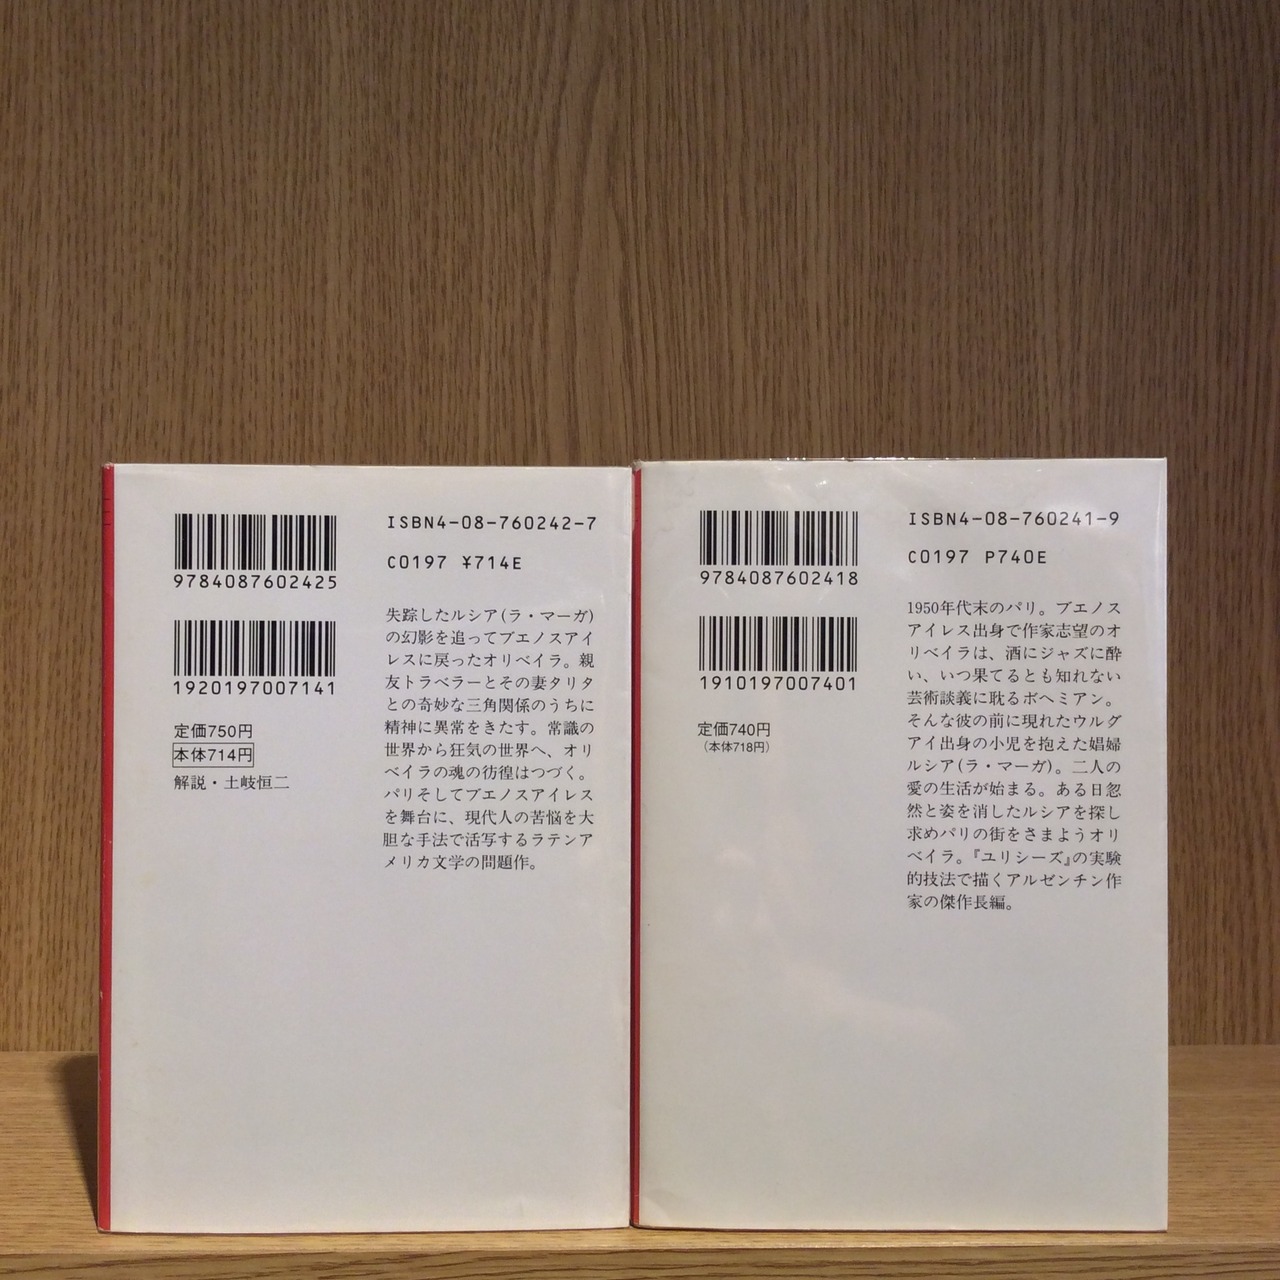 9784087602425
1920197007141
定価750円
本体714円
解説・土岐恒二
ISBN4-08-760242-7
C0197 ¥714E
失踪したルシア(ラ・マーガ)
の幻影を追ってブエノスアイ
レスに戻ったオリベイラ。親
友トラベラーとその妻タリタ
との奇妙な三角関係のうちに
精神に異常をきたす。常識の
世界から狂気の世界へ、オリ
ベイラの魂の彷徨はつづく。
パリそしてブエノスアイレス
を舞台に、現代人の苦悩を大
胆な手法で活写するラテンア
メリカ文学の問題作。
9784087602418
1910197007401
定価740円
(本体718円)
ISBN4-08-760241-9
C0197 P740E
1950年代末のパリ。ブエノス
アイレス出身で作家志望のオ
リベイラは、酒にジャズに酔
い、いつ果てるとも知れない
芸術談義に耽るボヘミアン。
そんな彼の前に現れたウルグ
アイ出身の小児を抱えた娼婦
ルシア(ラ・マーガ)。二人の
愛の生活が始まる。ある日忽
然と姿を消したルシアを探し
求めパリの街をさまようオリ
ベイラ。『ユリシーズ』の実験
的技法で描くアルゼンチン作
家の傑作長編。